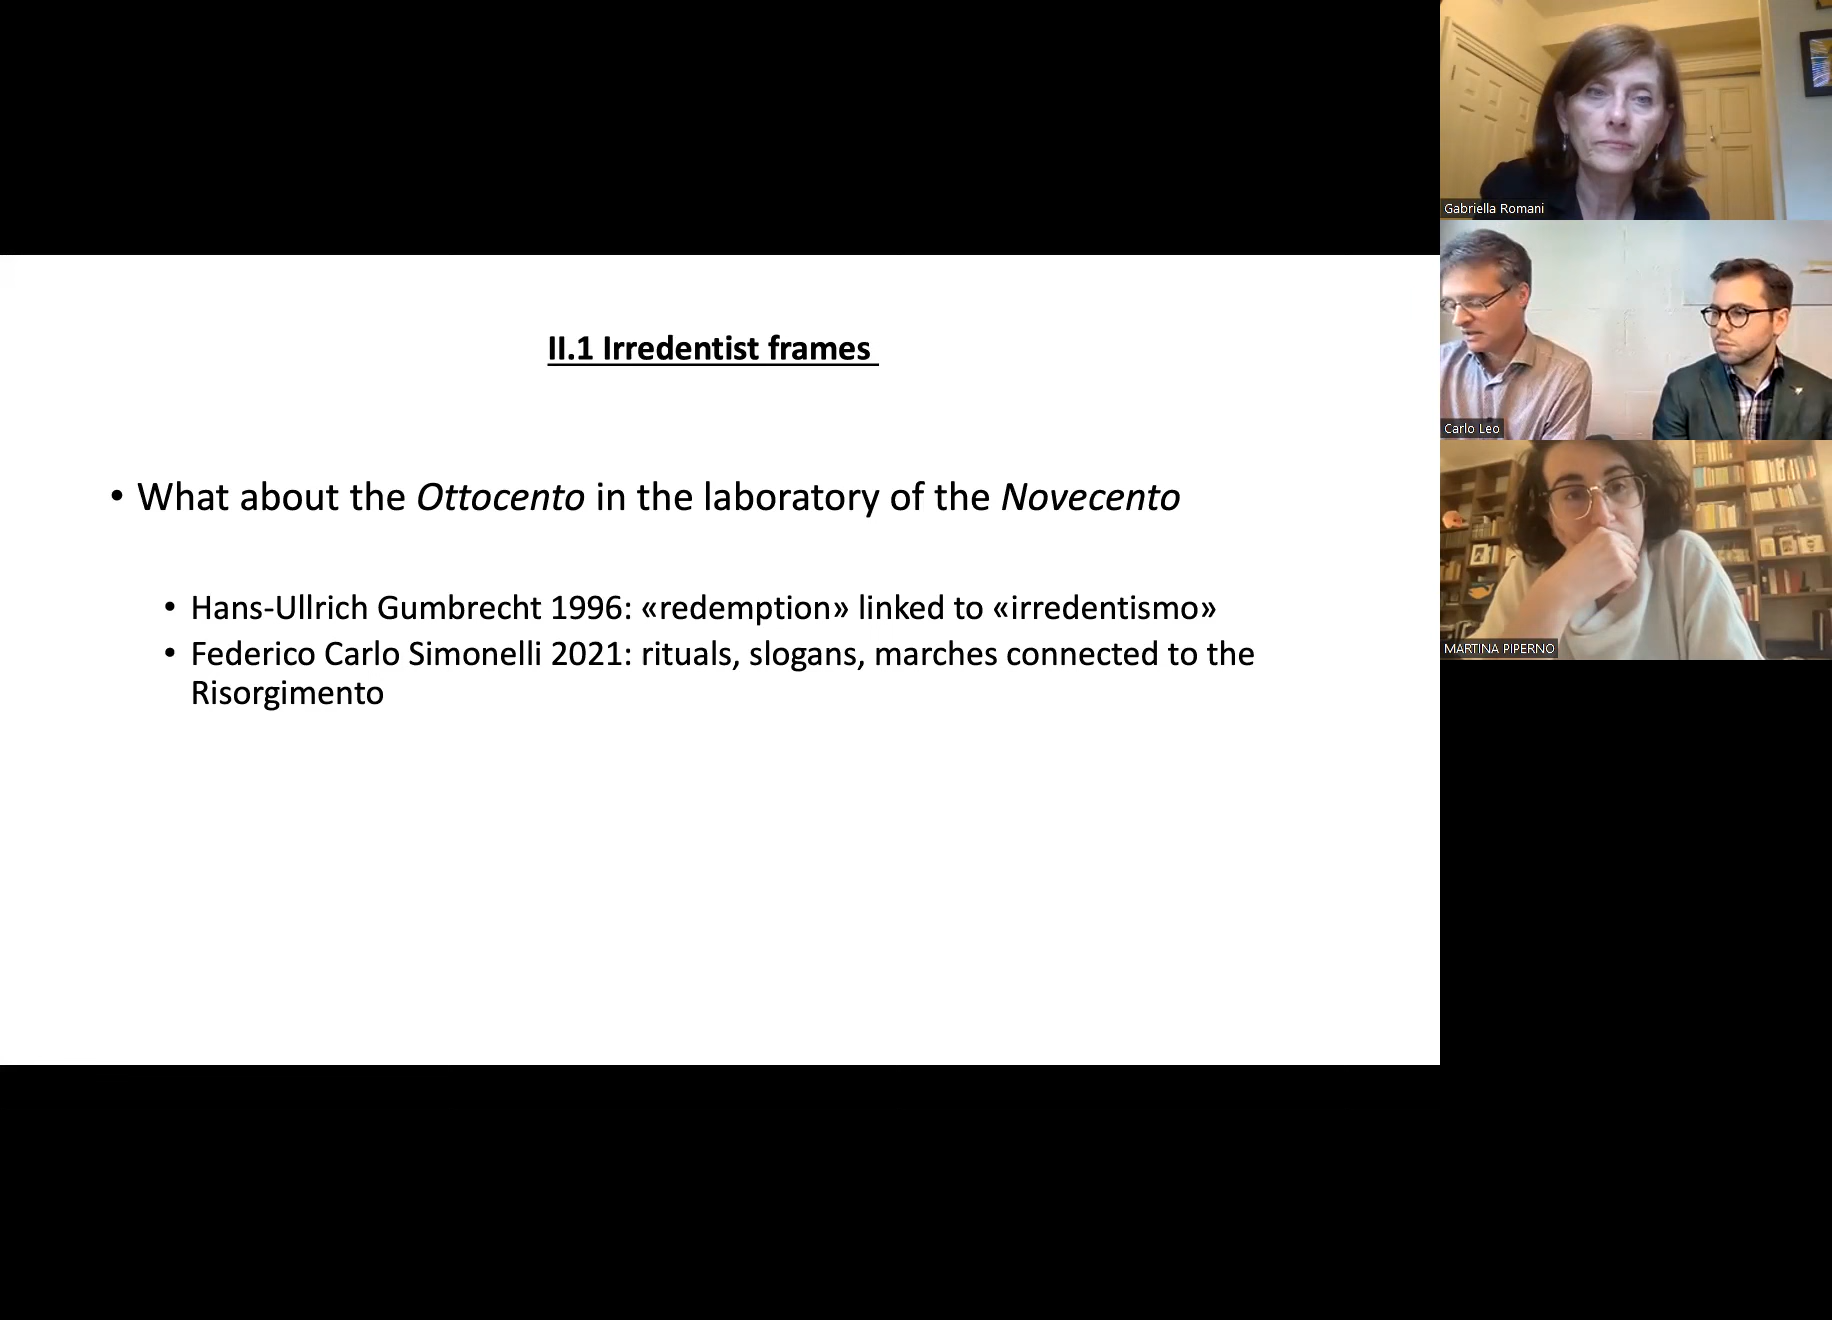 II.1 Irredentist frames
• What about the Ottocento in the laboratory of the Novecento
• Hans-Ullrich Gumbrecht 1996: «redemption» linked to «irredentismo»
• Federico Carlo Simonelli 2021: rituals, slogans, marches connected to the
Risorgimento
Gabriella Romani
Carlo Leo
MARTINA PIPERNO